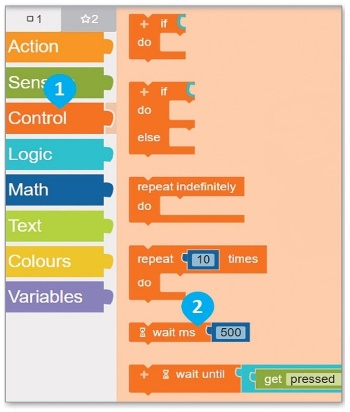 1
2
Action
Sens
Control
Logic
Math
Text
Colours
Variables
1
+ if
do
+ if
do
else
repeat indefinitely
do
repeat 10 times
do
2
wait ms 500
+ wait until get pressed